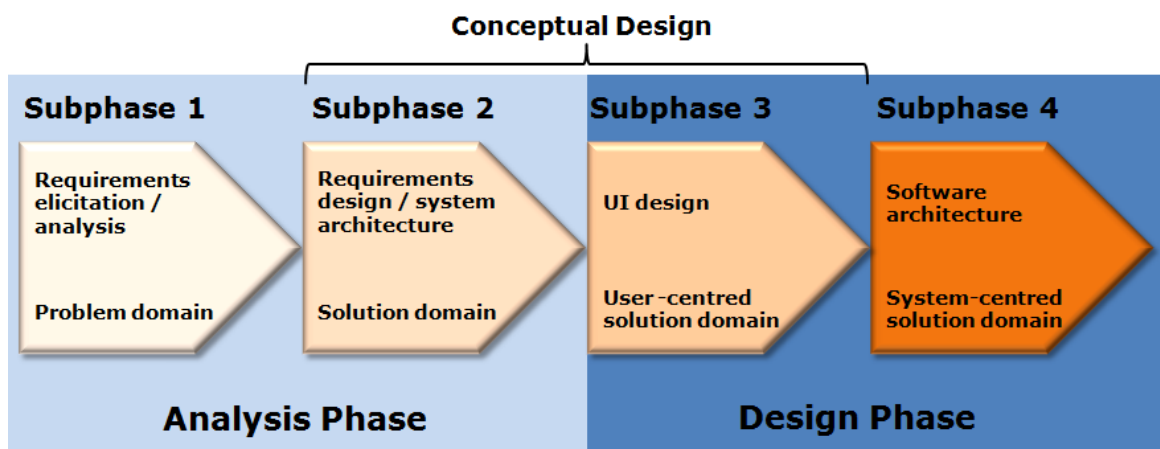 Conceptual Design
Subphase 1
Subphase 2
Subphase 3
Subphase 4
Requirements
elicitation /
analysis
Problem domain
Requirements
design / system
architecture
Solution domain
UI design
User-centred
solution domain
Software
architecture
System-centred
solution domain
Analysis Phase
Design Phase